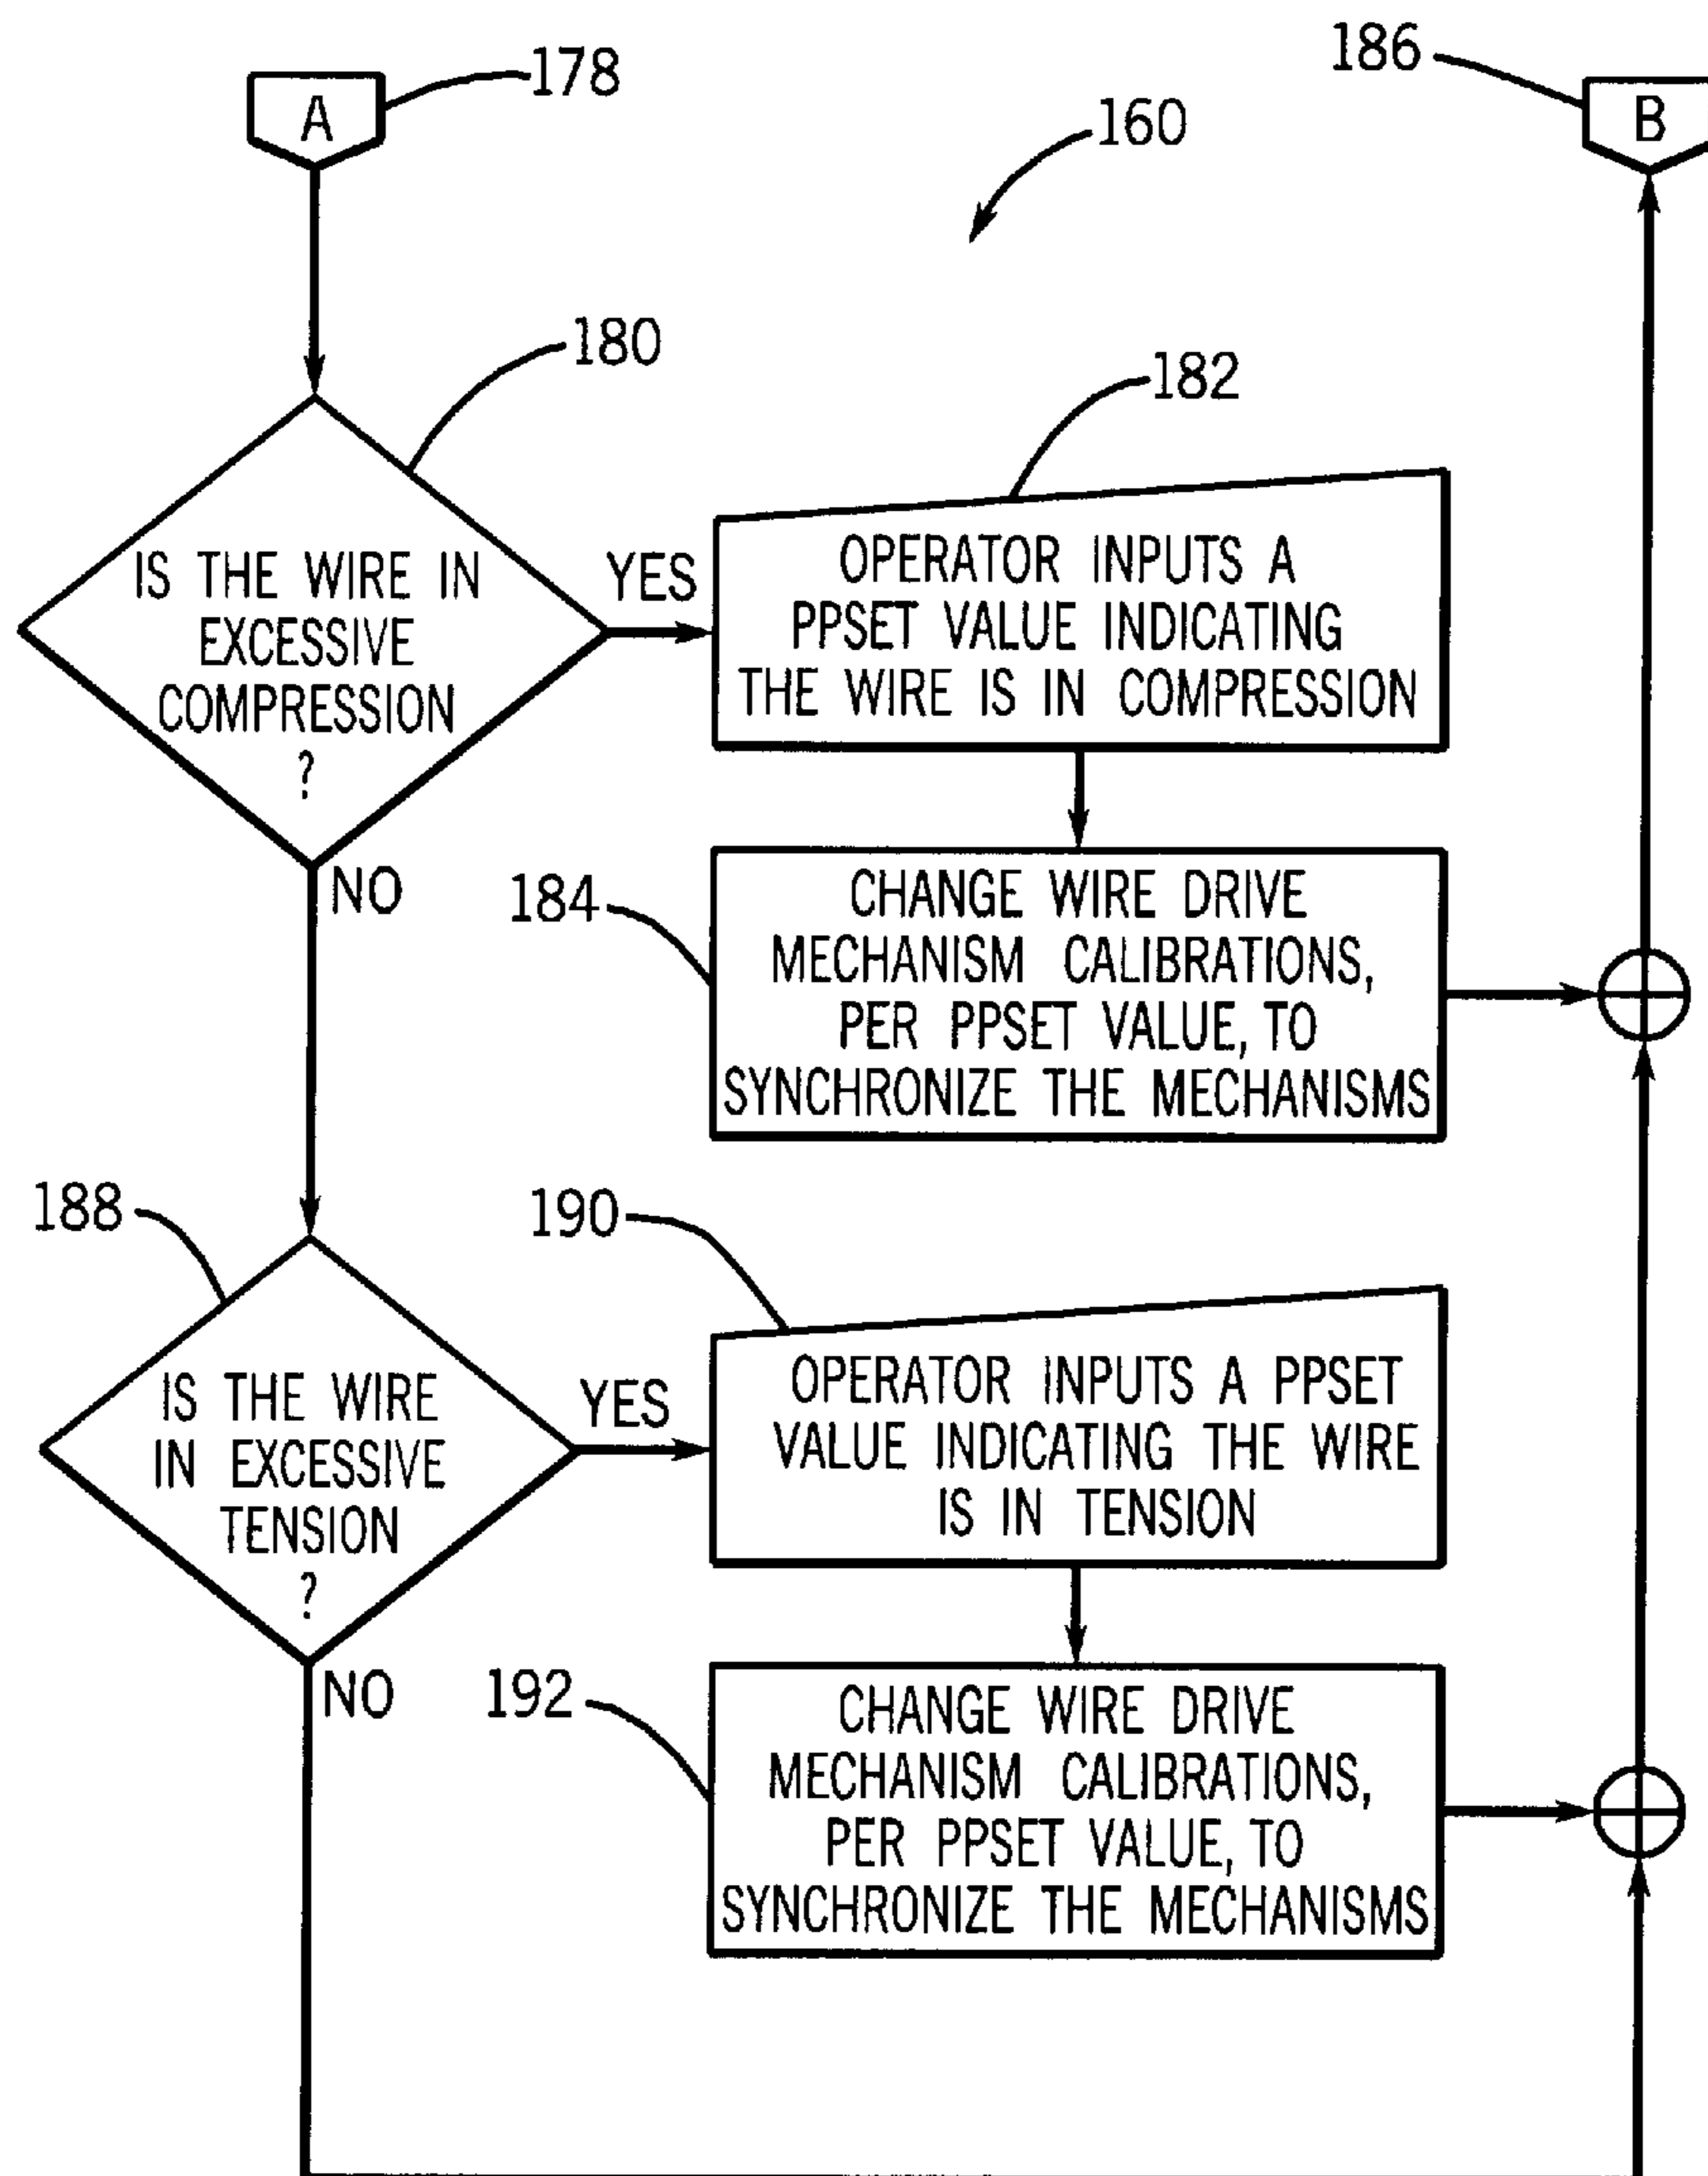 178
A
186
B
160
180
IS THE WIRE IN
EXCESSIVE
COMPRESSION
?
YES
NO
182
OPERATOR INPUTS A
PPSET VALUE INDICATING
THE WIRE IS IN COMPRESSION
184
CHANGE WIRE DRIVE
MECHANISM CALIBRATIONS,
PER PPSET VALUE, TO
SYNCHRONIZE THE MECHANISMS
188
IS THE WIRE
IN EXCESSIVE
TENSION
?
YES
NO
190
OPERATOR INPUTS A PPSET
VALUE INDICATING THE WIRE
IS IN TENSION
192
CHANGE WIRE DRIVE
MECHANISM CALIBRATIONS,
PER PPSET VALUE, TO
SYNCHRONIZE THE MECHANISMS